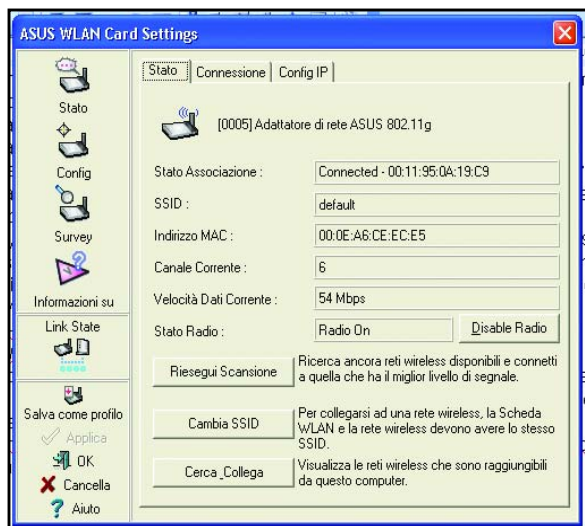 ASUS WLAN Card Settings
Stato
Config
Survey
Informazioni su
Link State
Salva come profilo
Applica
OK
Cancella
Aiuto
Stato
Connessione
Config IP
[0005] Adattatore di rete ASUS 802.11g
Stato Associazione :
Connected - 00:11:95:0A:19:C9
SSID :
default
Indirizzo MAC :
00:0E:A6:CE:EC:E5
Canale Corrente :
6
Velocità Dati Corrente :
54 Mbps
Stato Radio :
Radio On
Disable Radio
Riesegui Scansione
Ricerca ancora reti wireless disponibili e connetti
a quella che ha il miglior livello di segnale.
Cambia SSID
Per collegarsi ad una rete wireless, la Scheda
WLAN e la rete wireless devono avere lo stesso
SSID.
Cerca_Collega
Visualizza le reti wireless che sono raggiungibili
da questo computer.